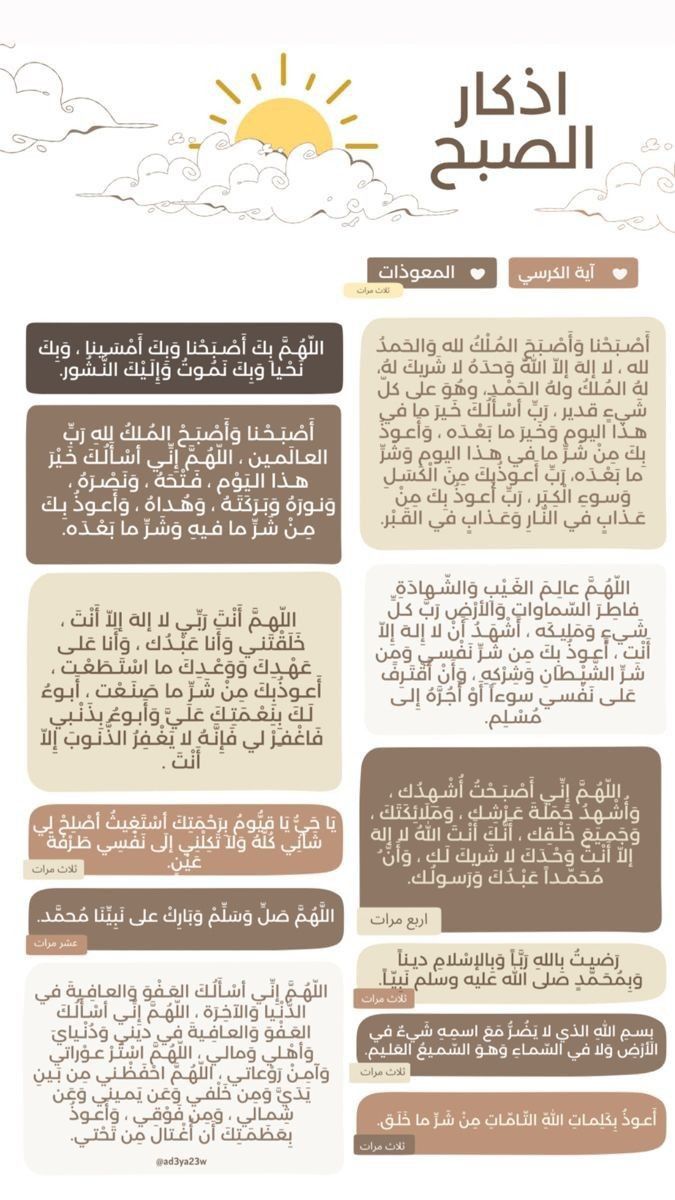 اذكار
الصبح
آية الكرسي
المعوذات
ثلاث مرات
أَصْبَحْنا وَأَصْبَحَ المُلْكُ لله وَالحَمدُ
لله ، لا إلهَ إلاّ اللّهُ وَحدَهُ لا شَريكَ لهُ،
لهُ المُلكُ ولهُ الحَمْد، وهُوَ على كلّ
شَيءٍ قدير ، رَبِّ أسْأَلُكَ خَيرَ ما في
هذا اليوم وَخَيرَ ما بَعْدَه ، وَأَعوذُ
بِكَ مِنْ شَرِّ ما في هذا اليوم وَشَرِّ
ما بَعْدَه، رَبِّ أَعوذُبِكَ مِنَ الْكَسَلِ
وَسوءِ الْكِبَر ، رَبِّ أَعوذُ بِكَ مِنْ
عَذابٍ في النّارِ وَعَذابٍ في القَبْر.
اللّهُمَّ عالِمَ الغَيْبِ وَالشّهادَةِ
فاطِرَ السّماواتِ وَالأرْضِ رَبَّ كلِّ
شَيءٍ وَمَليكَه ، أَشْهَدُ أَنْ لا إِلهَ إِلاّ
أَنْت ، أَعوذُ بِكَ مِن شَرِّ نَفْسي وَمِن
شَرِّ الشَّيْطانِ وَشِرْكِهِ ، وَأَنْ أَقْتَرِفَ
عَلى نَفْسي سوءاً أَوْ أَجُرَّهُ إِلى
مُسْلِم.
اللّهُمَّ إِنِّي أَصْبَحْتُ أُشْهِدُك ،
وَأُشْهِدُ حَمَلَةَ عَرْشِك ، وَمَلَائِكَتَكَ ،
وَجَميعَ خَلْقِك ، أَنَّكَ أَنْتَ اللهُ لا إلهَ
إلاّ أَنْتَ وَحْدَكَ لا شَريكَ لَك ، وَأَنَّ
مُحَمّداً عَبْدُكَ وَرَسولُك.
اربع مرات
رَضيتُ بِاللهِ رَبَّاً وَبِالإسْلامِ ديناً
وَبِمُحَمَّدٍ صلى الله عليه وسلم نَبِيّاً.
ثلاث مرات
بِسمِ اللهِ الذي لا يَضُرُّ مَعَ اسمِهِ شَيءٌ في
الأرْضِ وَلا في السّماءِ وَهوَ السّميعُ العَليم.
ثلاث مرات
أَعوذُ بِكَلِماتِ اللهِ التّامّاتِ مِنْ شَرِّ ما خَلَق.
ثلاث مرات
اللّهُمَّ بِكَ أَصْبَحْنا وَبِكَ أَمْسَينا ، وَبِكَ
نَحْيا وَبِكَ نَمُوتُ وَإِلَيْكَ النُّشُور.
أَصْبَحْنا وَأَصْبَحْ المُلكُ للهِ رَبِّ
العالَمين ، اللّهُمَّ إِنِّي أسْأَلُكَ خَيْرَ
هذا اليَوْم ، فَتْحَهُ ، وَنَصْرَهُ ،
وَنورَهُ وَبَرَكَتَهُ ، وَهُداهُ ، وَأَعوذُ بِكَ
مِنْ شَرِّ ما فيهِ وَشَرِّ ما بَعْدَه.
اللّهمَّ أَنْتَ رَبِّي لا إلهَ إلاّ أَنْتَ ،
خَلَقْتَني وَأَنا عَبْدُك ، وَأَنا عَلى
عَهْدِكَ وَوَعْدِكَ ما اسْتَطَعْت ،
أَعوذُبِكَ مِنْ شَرِّ ما صَنَعْت ، أَبوءُ
لَكَ بِنِعْمَتِكَ عَلَيَّ وَأَبوءُ بِذَنْبي
فَاغْفِرْ لي فَإِنَّهُ لا يَغْفِرُ الذُّنوبَ إِلاّ
أَنْتَ .
يَا حَيُّ يَا قيُّومُ بِرَحْمَتِكَ أسْتَغِيثُ أصْلِحْ لِي
شَأنِي كُلَّهُ وَلاَ تَكِلْنِي إلَى نَفْسِي طَرْفَةَ
عَيْنٍ.
ثلاث مرات
اللَّهُمَّ صَلِّ وَسَلِّمْ وَبَارِكْ على نَبِيِّنَا مُحمَّد.
عشر مرات
اللّهُمَّ إِنِّي أسْأَلُكَ العَفْوَ وَالعافِيةَ في
الدُّنْيا وَالآخِرَة ، اللّهُمَّ إِنِّي أسْأَلُكَ
العَفْوَ وَالعافِيةَ في ديني وَدُنْيايَ
وَأهْلي وَمالي ، اللّهُمَّ اسْتُرْ عوْراتي
وَآمِنْ رَوْعاتي ، اللّهُمَّ احْفَظْني مِن بَينِ
يَدَيَّ وَمِن خَلْفي وَعَن يَميني وَعَن
شِمالي ، وَمِن فَوْقي ، وَأَعوذُ
بِعَظَمَتِكَ أَن أُغْتالَ مِن تَحْتي.
@ad3ya23w